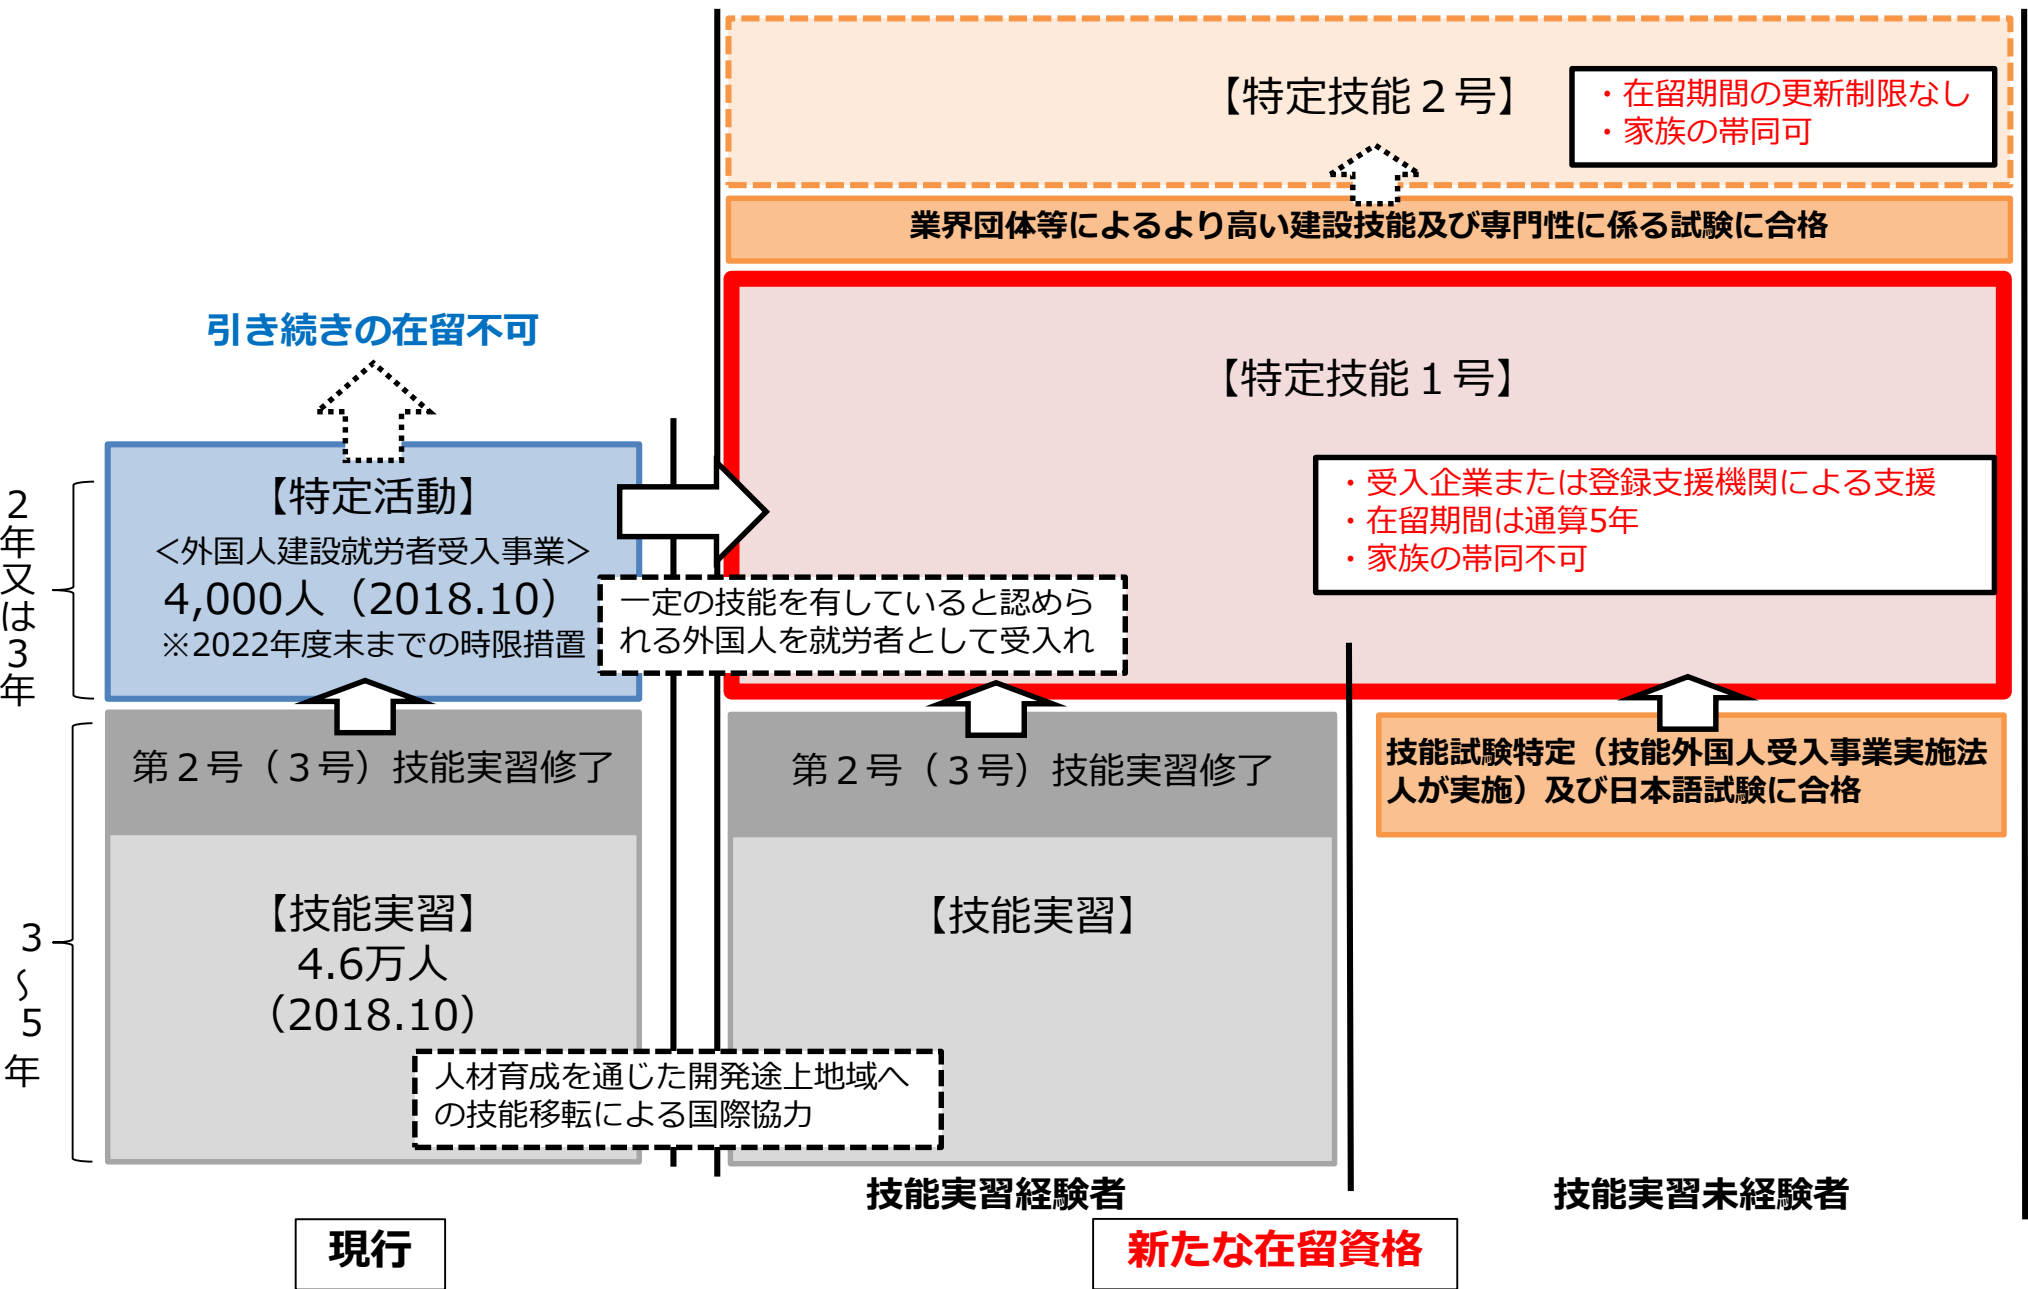 【特定技能２号】
・在留期間の更新制限なし
・家族の帯同可
業界団体等によるより高い建設技能及び専門性に係る試験に合格
引き続きの在留不可
【特定技能１号】
・受入企業または登録支援機関による支援
・在留期間は通算5年
・家族の帯同不可
２年又は３年
【特定活動】
＜外国人建設就労者受入事業＞
4,000人（2018.10）
※2022年度末までの時限措置
一定の技能を有していると認めら
れる外国人を就労者として受入れ
第２号（３号）技能実習修了
第２号（３号）技能実習修了
技能試験特定（技能外国人受入事業実施法
人が実施）及び日本語試験に合格
３～５年
【技能実習】
4.6万人
（2018.10）
【技能実習】
人材育成を通じた開発途上地域へ
の技能移転による国際協力
技能実習経験者
技能実習未経験者
現行
新たな在留資格